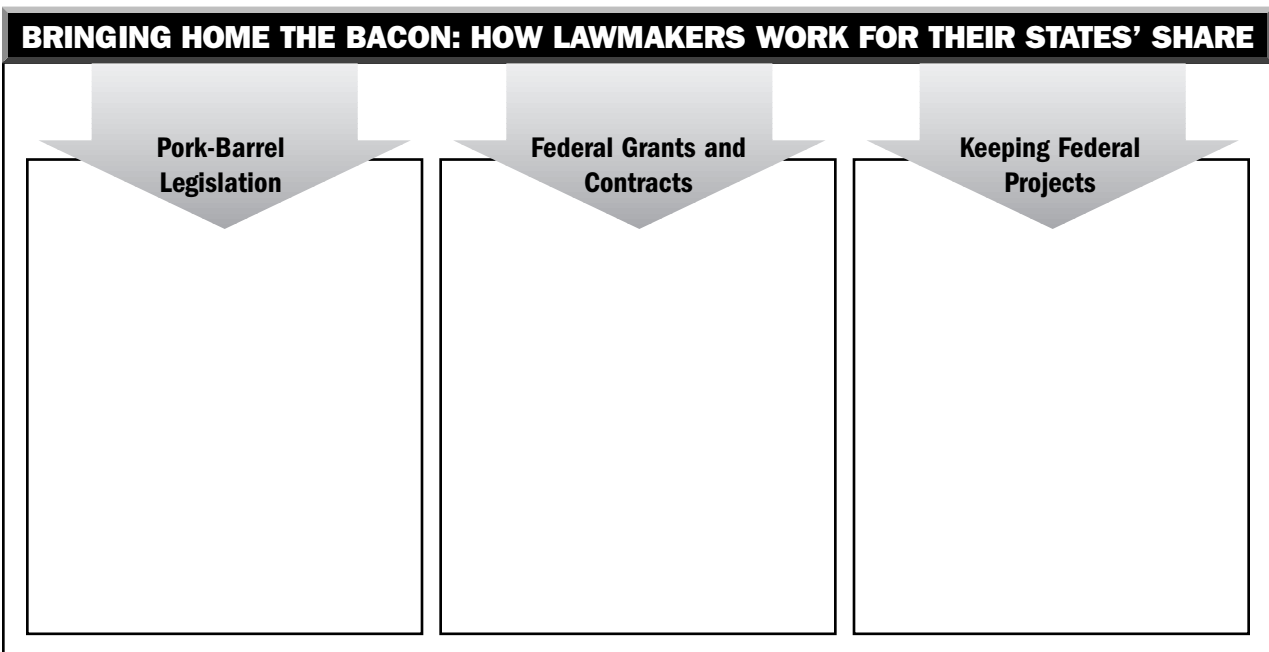 BRINGING HOME THE BACON: HOW LAWMAKERS WORK FOR THEIR STATES’ SHARE
Pork-Barrel
Legislation
Federal Grants and
Contracts
Keeping Federal
Projects